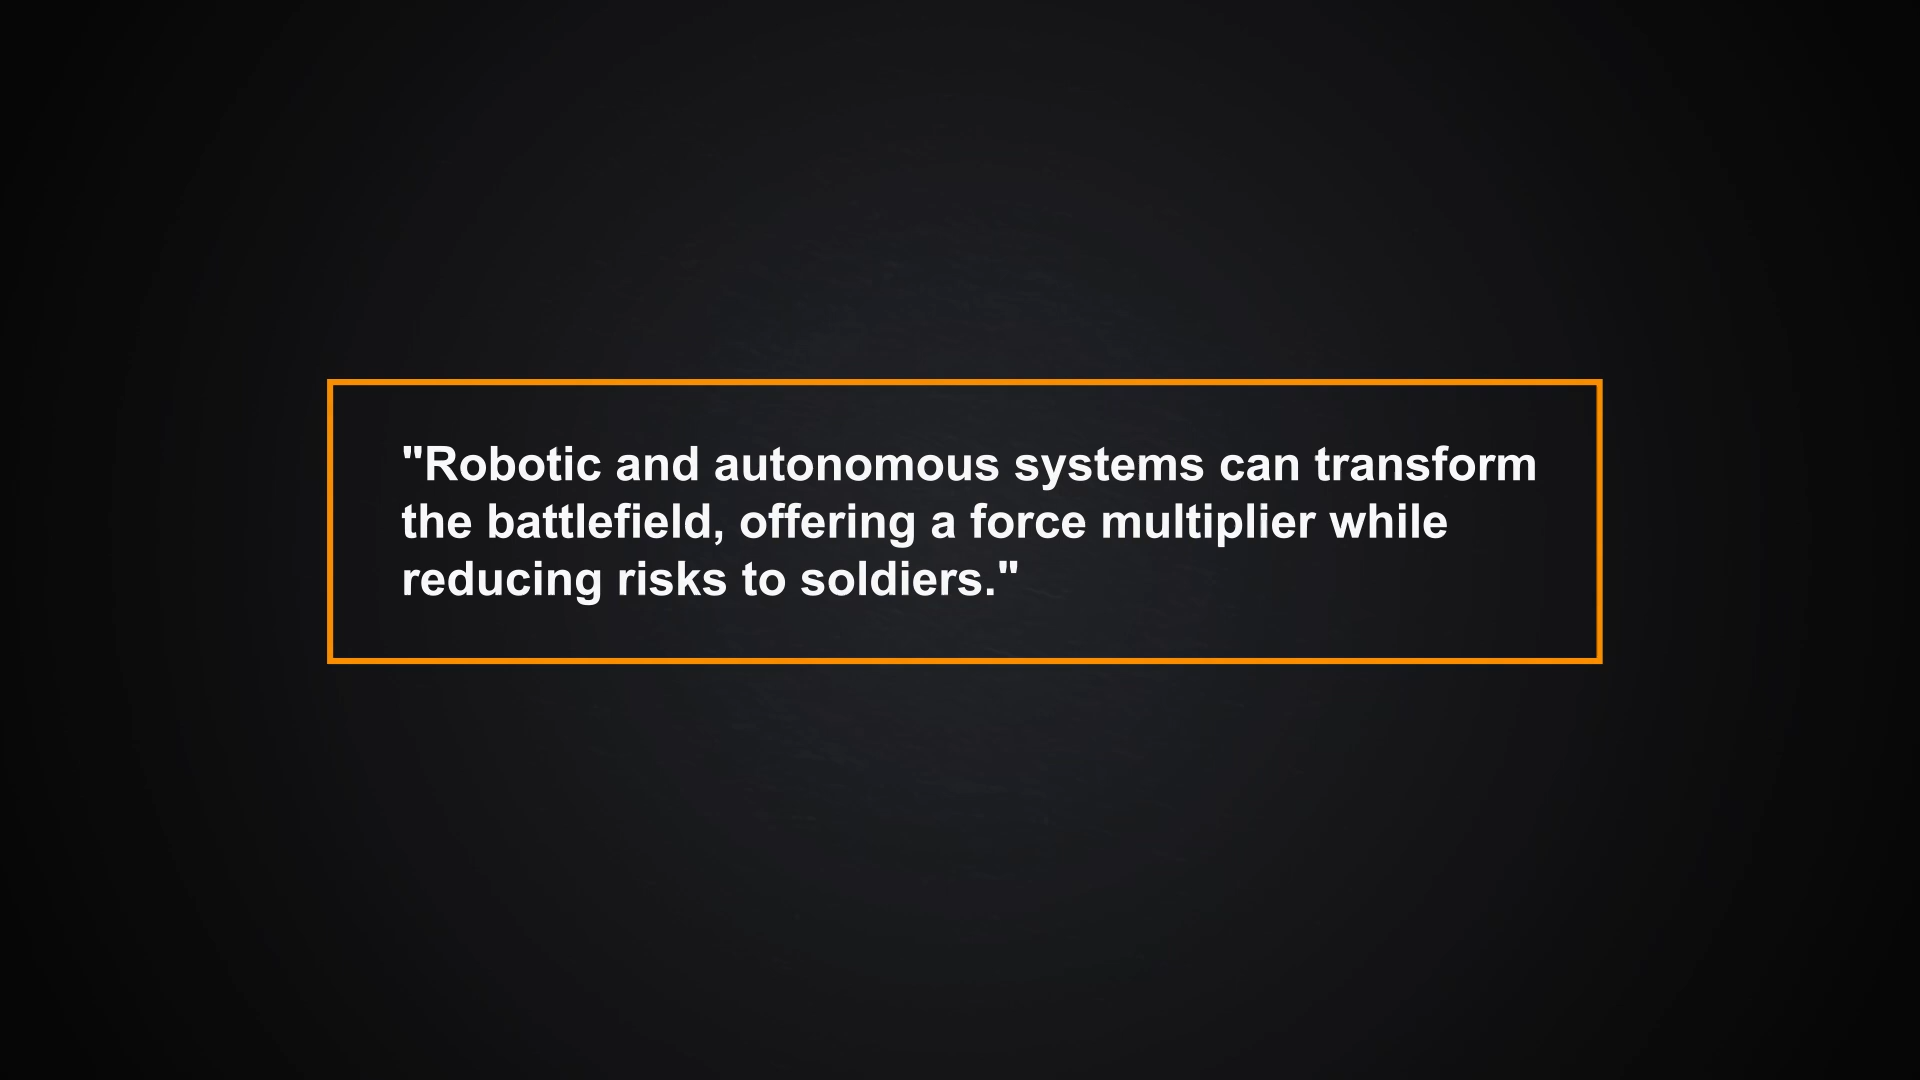 "Robotic and autonomous systems can transform
the battlefield, offering a force multiplier while
reducing risks to soldiers."